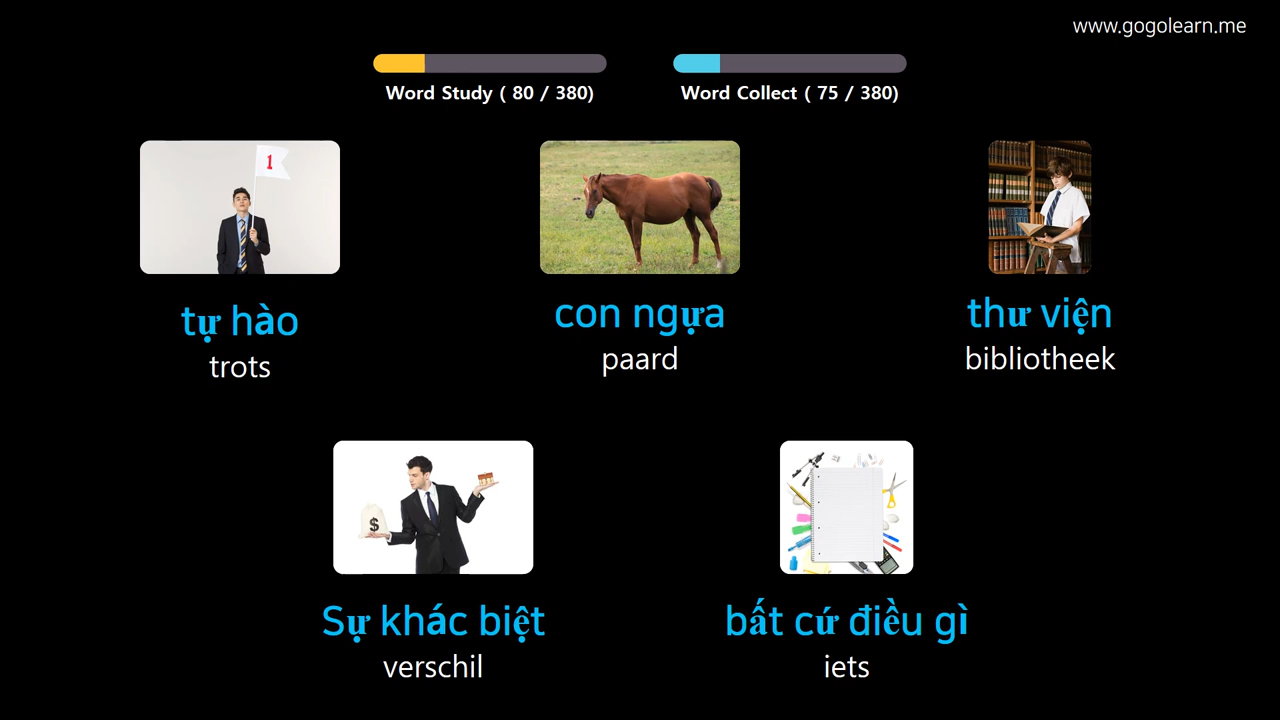 www.gogolearn.me
Word Study ( 80 / 380)
Word Collect ( 75 / 380)
1
tự hào
trots
con ngựa
paard
thư viện
bibliotheek
$
Sự khác biệt
verschil
bất cứ điều gì
iets